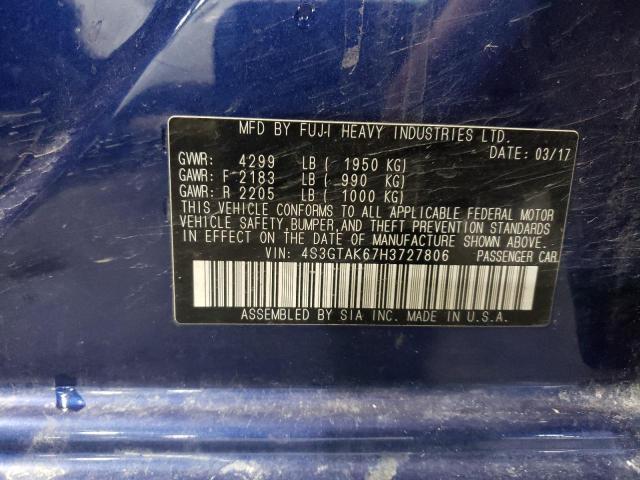 MFD BY FUJI HEAVY INDUSTRIES LTD.
DATE: 03/17
GVWR: 4299 LB ( 1950 KG)
GAWR: F 2183 LB ( 990 KG)
GAWR: R 2205 LB ( 1000 KG)
THIS VEHICLE CONFORMS TO ALL APPLICABLE FEDERAL MOTOR
VEHICLE SAFETY, BUMPER, AND THEFT PREVENTION STANDARDS
IN EFFECT ON THE DATE OF MANUFACTURE SHOWN ABOVE.
VIN: 4S3GTAK67H3727806 PASSENGER CAR
ASSEMBLED BY SIA INC. MADE IN U.S.A.